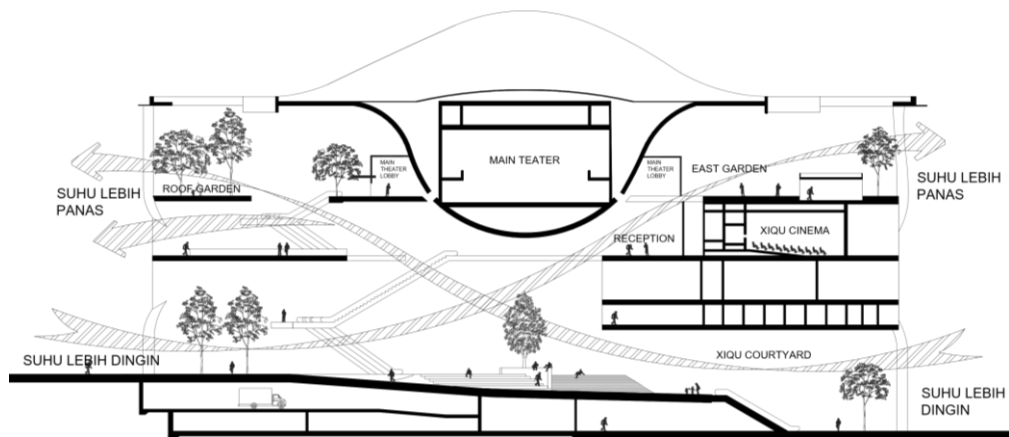 MAIN TEATER
MAIN
THEATER
LOBBY
MAIN
THEATER
LOBBY
EAST GARDEN
SUHU LEBIH
PANAS
ROOF GARDEN
SUHU LEBIH
PANAS
RECEPTION
XIQU CINEMA
SUHU LEBIH DINGIN
XIQU COURTYARD
SUHU LEBIH
DINGIN